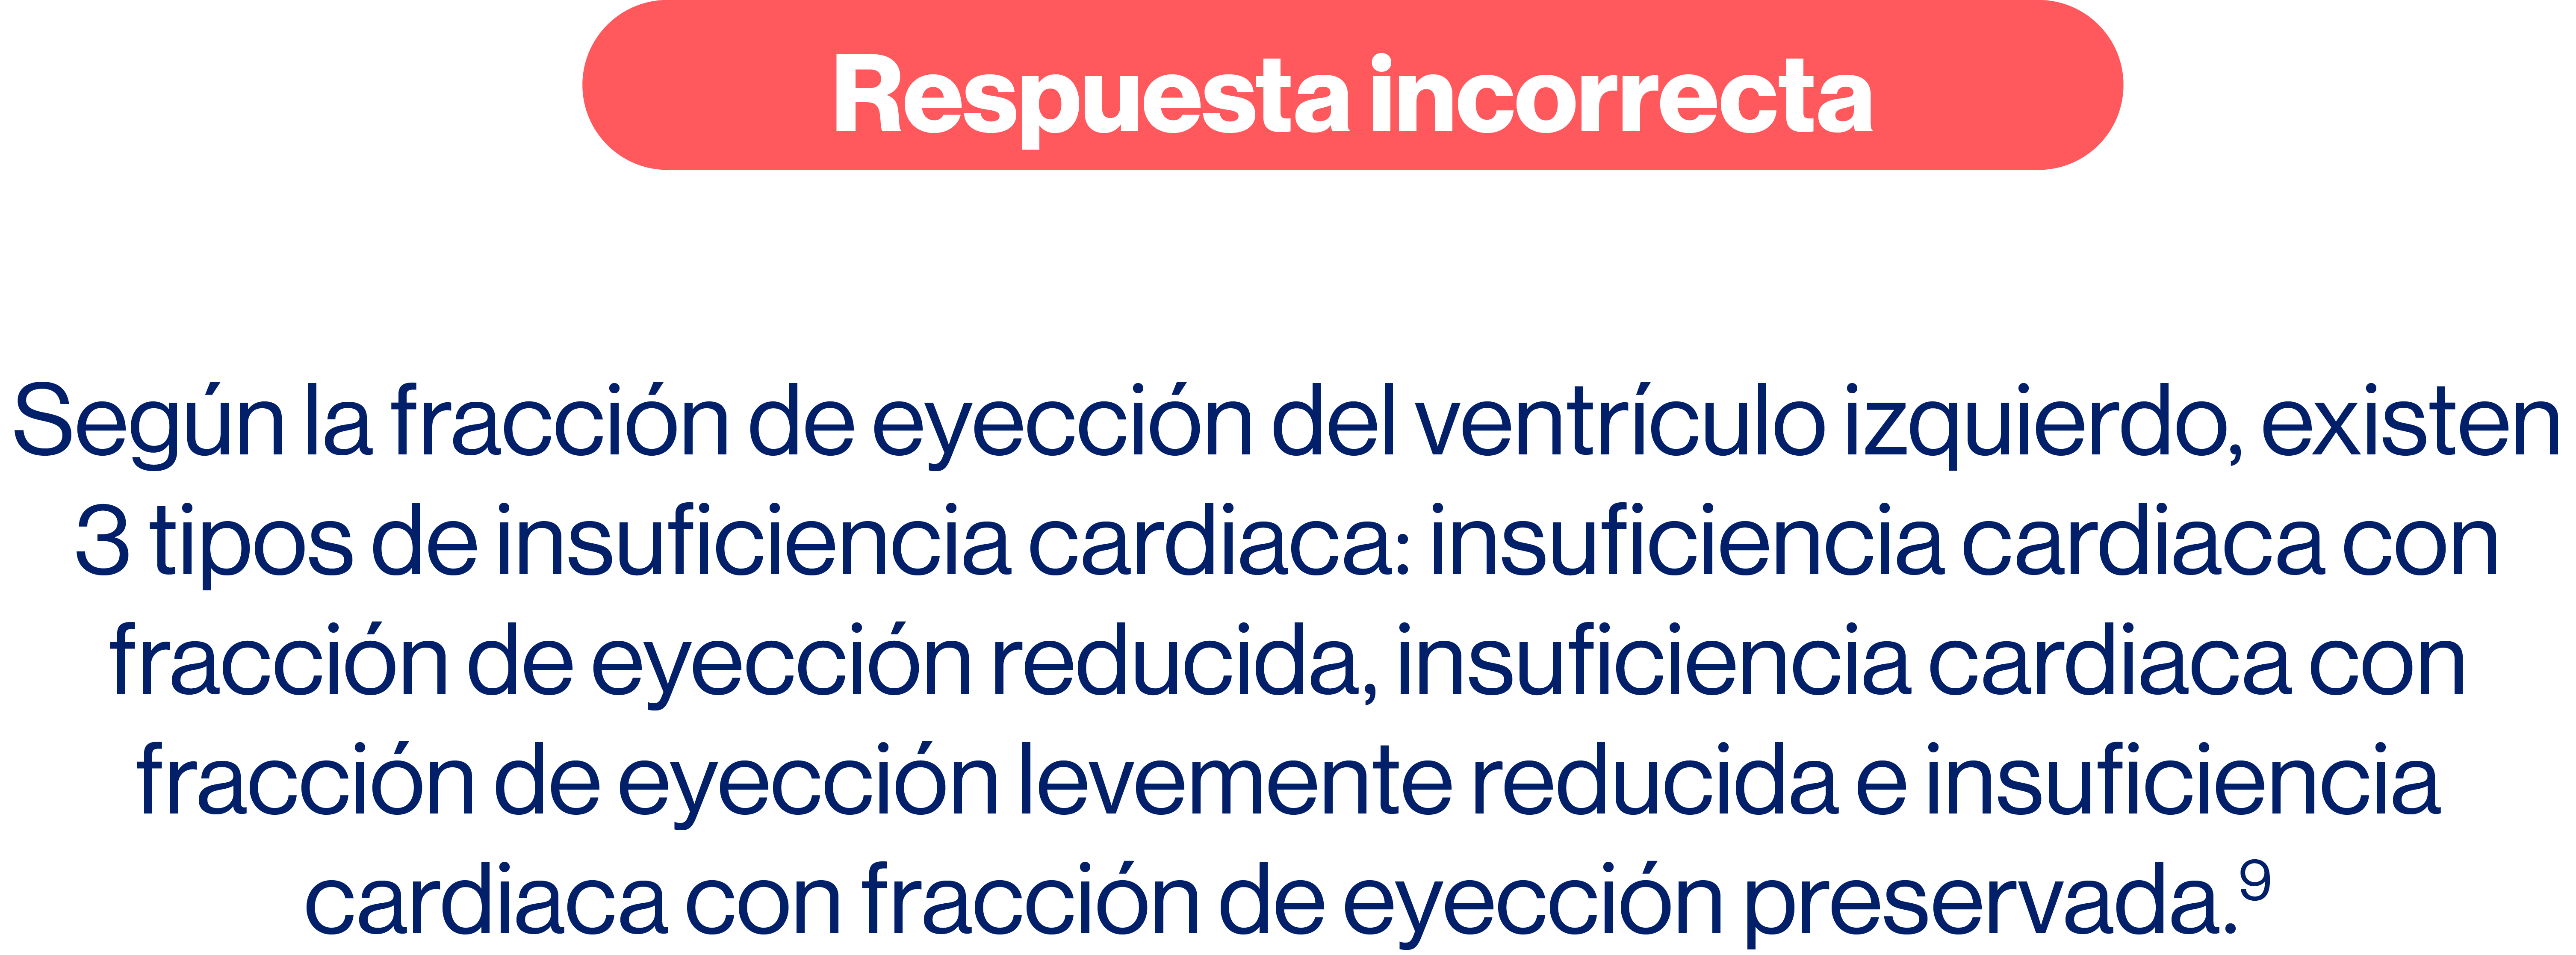 Respuesta incorrecta
Según la fracción de eyección del ventrículo izquierdo, existen
3 tipos de insuficiencia cardiaca: insuficiencia cardiaca con
fracción de eyección reducida, insuficiencia cardiaca con
fracción de eyección levemente reducida e insuficiencia
cardiaca con fracción de eyección preservada.⁹